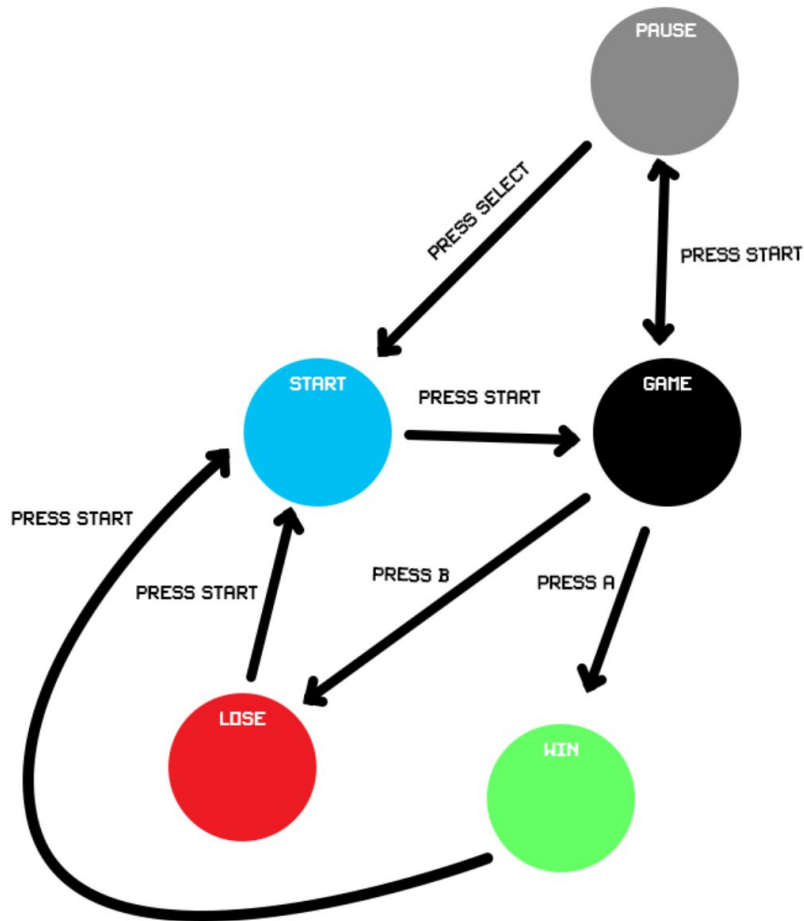 PAUSE
PRESS SELECT
PRESS START
START
PRESS START
GAME
PRESS START
PRESS START
PRESS B
PRESS A
LOSE
WIN